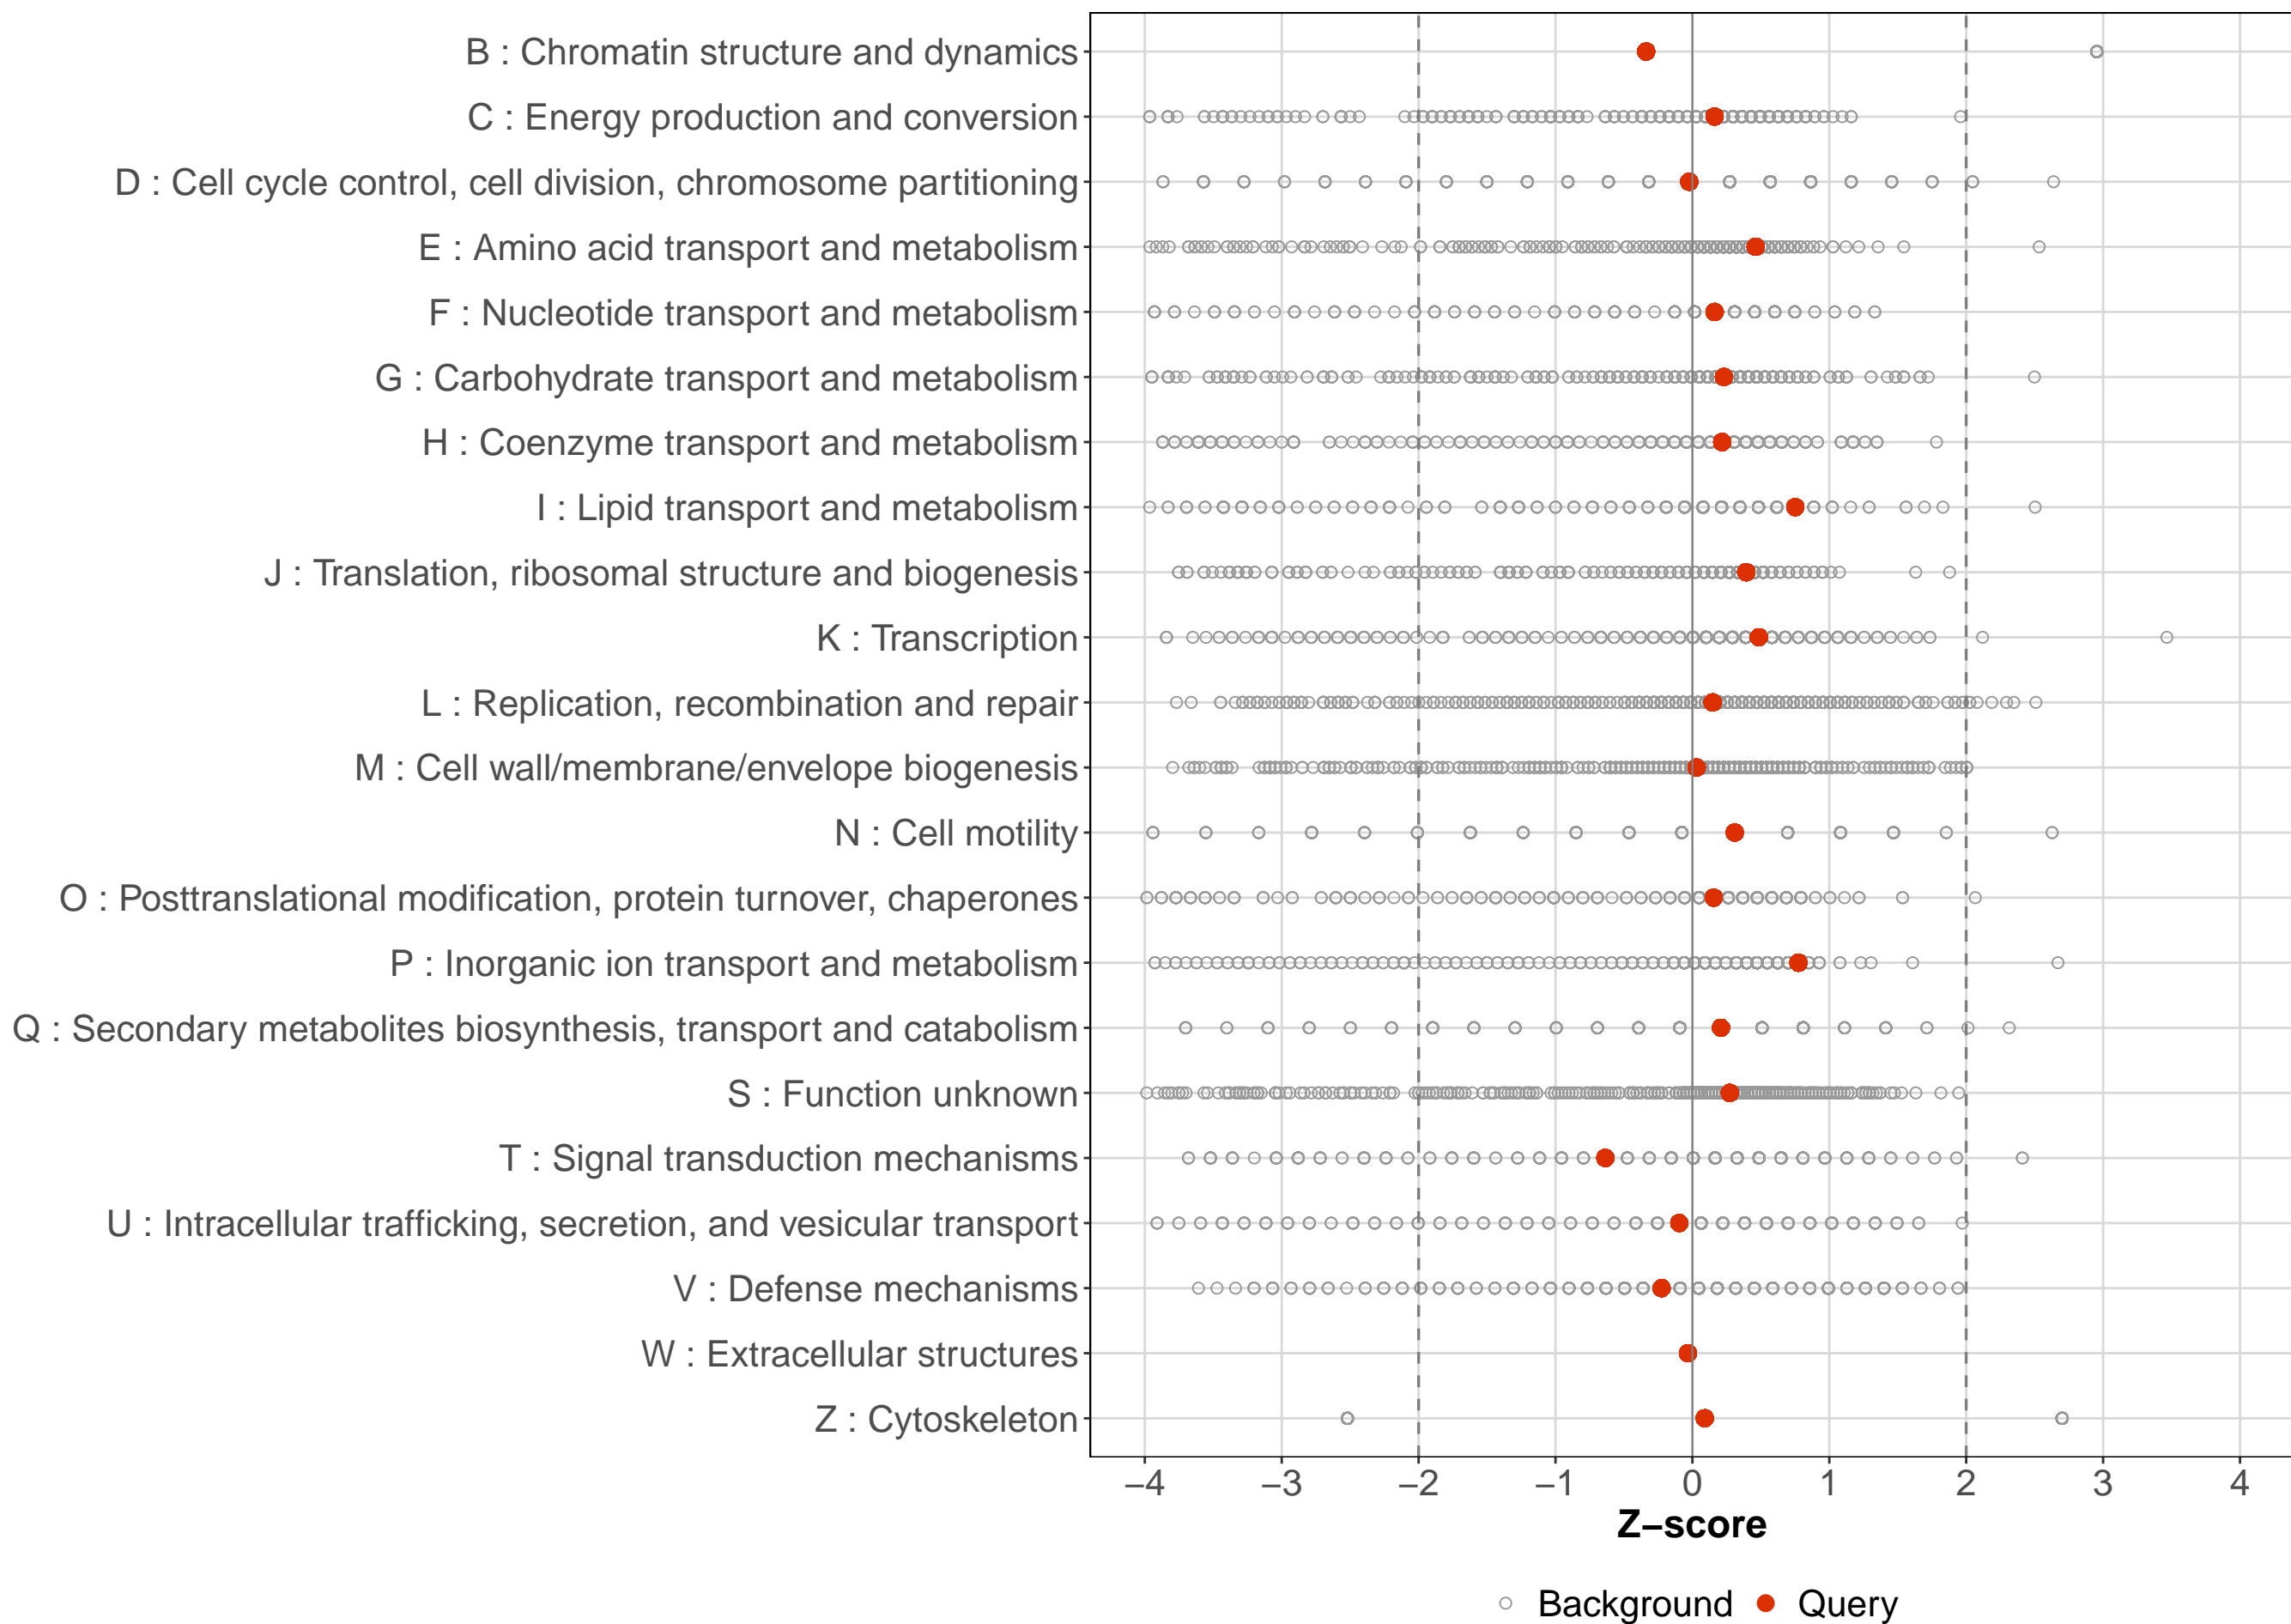 B : Chromatin structure and dynamics
C : Energy production and conversion
D : Cell cycle control, cell division, chromosome partitioning
E : Amino acid transport and metabolism
F : Nucleotide transport and metabolism
G : Carbohydrate transport and metabolism
H : Coenzyme transport and metabolism
I : Lipid transport and metabolism
J : Translation, ribosomal structure and biogenesis
K : Transcription
L : Replication, recombination and repair
M : Cell wall/membrane/envelope biogenesis
N : Cell motility
O : Posttranslational modification, protein turnover, chaperones
P : Inorganic ion transport and metabolism
Q : Secondary metabolites biosynthesis, transport and catabolism
S : Function unknown
T : Signal transduction mechanisms
U : Intracellular trafficking, secretion, and vesicular transport
V : Defense mechanisms
W : Extracellular structures
Z : Cytoskeleton
−4 −3 −2 −1 0 1 2 3 4
Z−score
Background Query